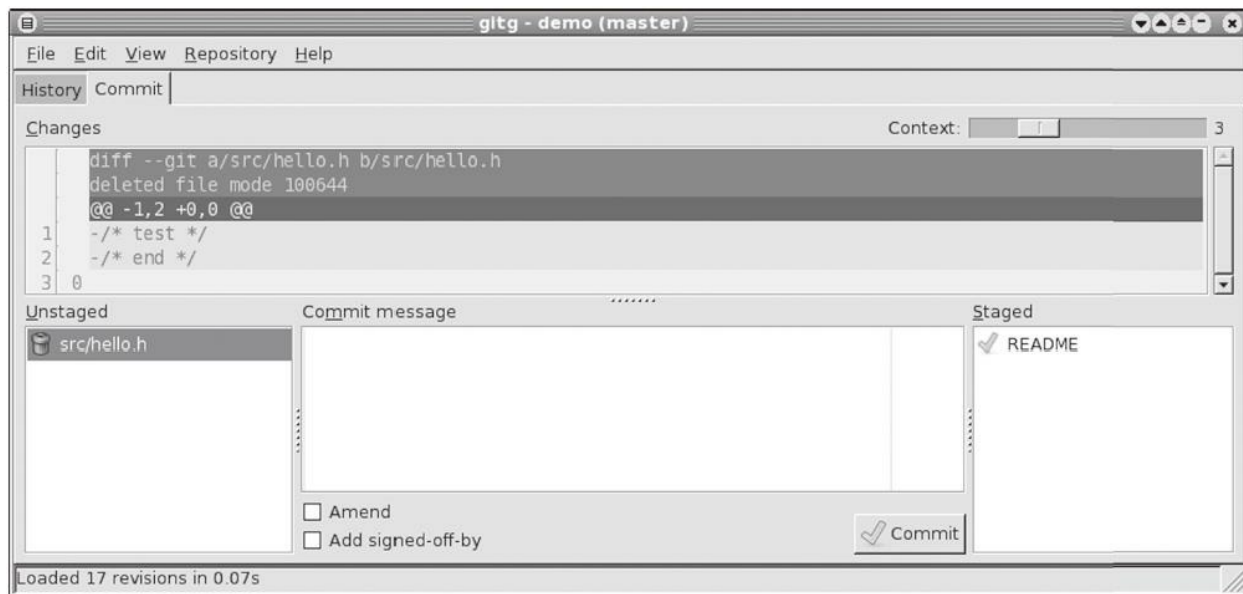 gitg - demo (master)
File Edit View Repository Help
History Commit
Changes Context: 3
diff --git a/src/hello.h b/src/hello.h
deleted file mode 100644
@@ -1,2 +0,0 @@
1 -/* test */
2 -/* end */
3 0
Unstaged Commit message Staged
src/hello.h README
Amend
Add signed-off-by Commit
Loaded 17 revisions in 0.07s